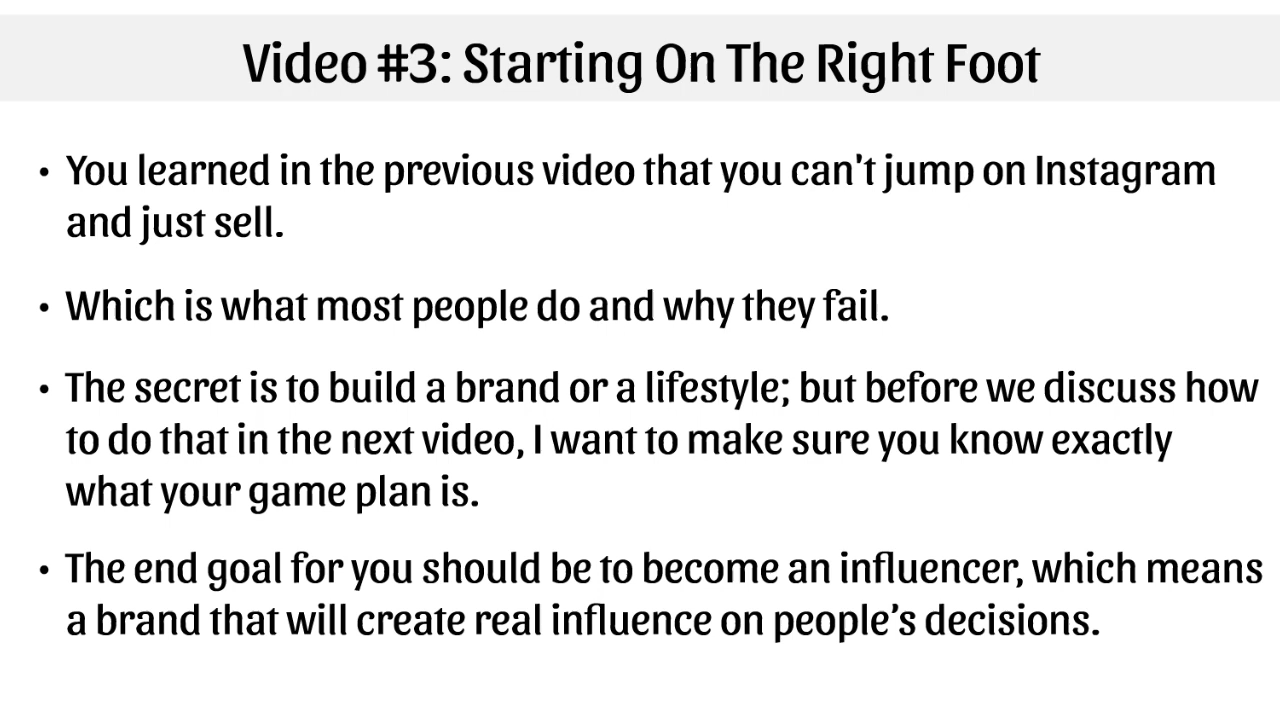 Video #3: Starting On The Right Foot
• You learned in the previous video that you can't jump on Instagram
and just sell.
• Which is what most people do and why they fail.
• The secret is to build a brand or a lifestyle; but before we discuss how
to do that in the next video, I want to make sure you know exactly
what your game plan is.
• The end goal for you should be to become an influencer, which means
a brand that will create real influence on people’s decisions.